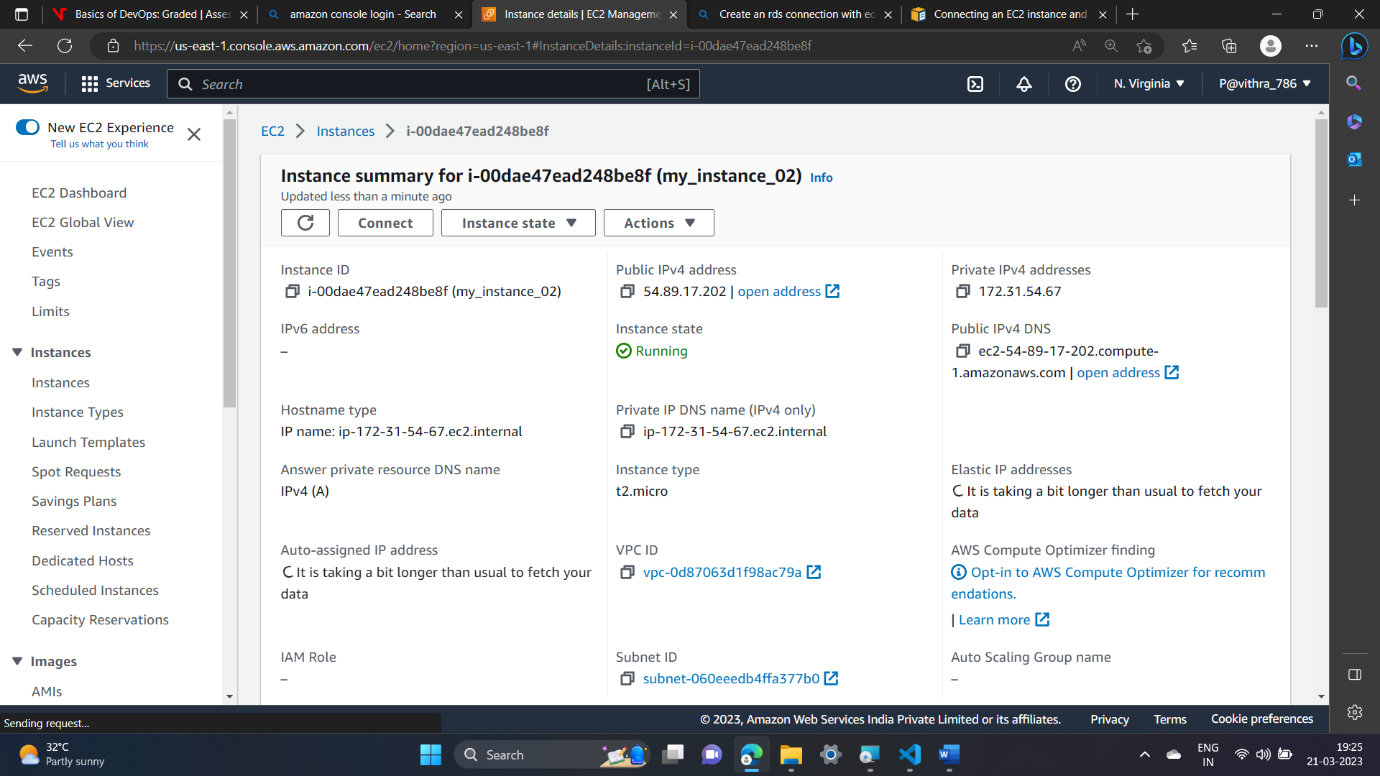 Basics of DevOps: Graded | Asses
amazon console login - Search
Instance details | EC2 Manageme
Create an rds connection with ec
Connecting an EC2 instance and
https://us-east-1.console.aws.amazon.com/ec2/home?region=us-east-1#InstanceDetails:instanceId=i-00dae47ead248be8f
aws
Services
Search
[Alt+S]
N. Virginia
P@vithra_786
New EC2 Experience
Tell us what you think
EC2 Dashboard
EC2 Global View
Events
Tags
Limits
Instances
Instances
Instance Types
Launch Templates
Spot Requests
Savings Plans
Reserved Instances
Dedicated Hosts
Scheduled Instances
Capacity Reservations
Images
AMIs
EC2 > Instances > i-00dae47ead248be8f
Instance summary for i-00dae47ead248be8f (my_instance_02) Info
Updated less than a minute ago
Connect
Instance state
Actions
Instance ID
i-00dae47ead248be8f (my_instance_02)
Public IPv4 address
54.89.17.202 | open address
Private IPv4 addresses
172.31.54.67
IPv6 address
–
Instance state
Running
Public IPv4 DNS
ec2-54-89-17-202.compute-
1.amazonaws.com | open address
Hostname type
IP name: ip-172-31-54-67.ec2.internal
Private IP DNS name (IPv4 only)
ip-172-31-54-67.ec2.internal
Answer private resource DNS name
IPv4 (A)
Instance type
t2.micro
Elastic IP addresses
It is taking a bit longer than usual to fetch your
data
Auto-assigned IP address
It is taking a bit longer than usual to fetch your
data
VPC ID
vpc-0d87063d1f98ac79a
AWS Compute Optimizer finding
Opt-in to AWS Compute Optimizer for recomm
endations.
| Learn more
IAM Role
–
Subnet ID
subnet-060eeedb4ffa377b0
Auto Scaling Group name
–
Sending request...
© 2023, Amazon Web Services India Private Limited or its affiliates.
Privacy
Terms
Cookie preferences
32°C
Partly sunny
Search
ENG
IN
19:25
21-03-2023